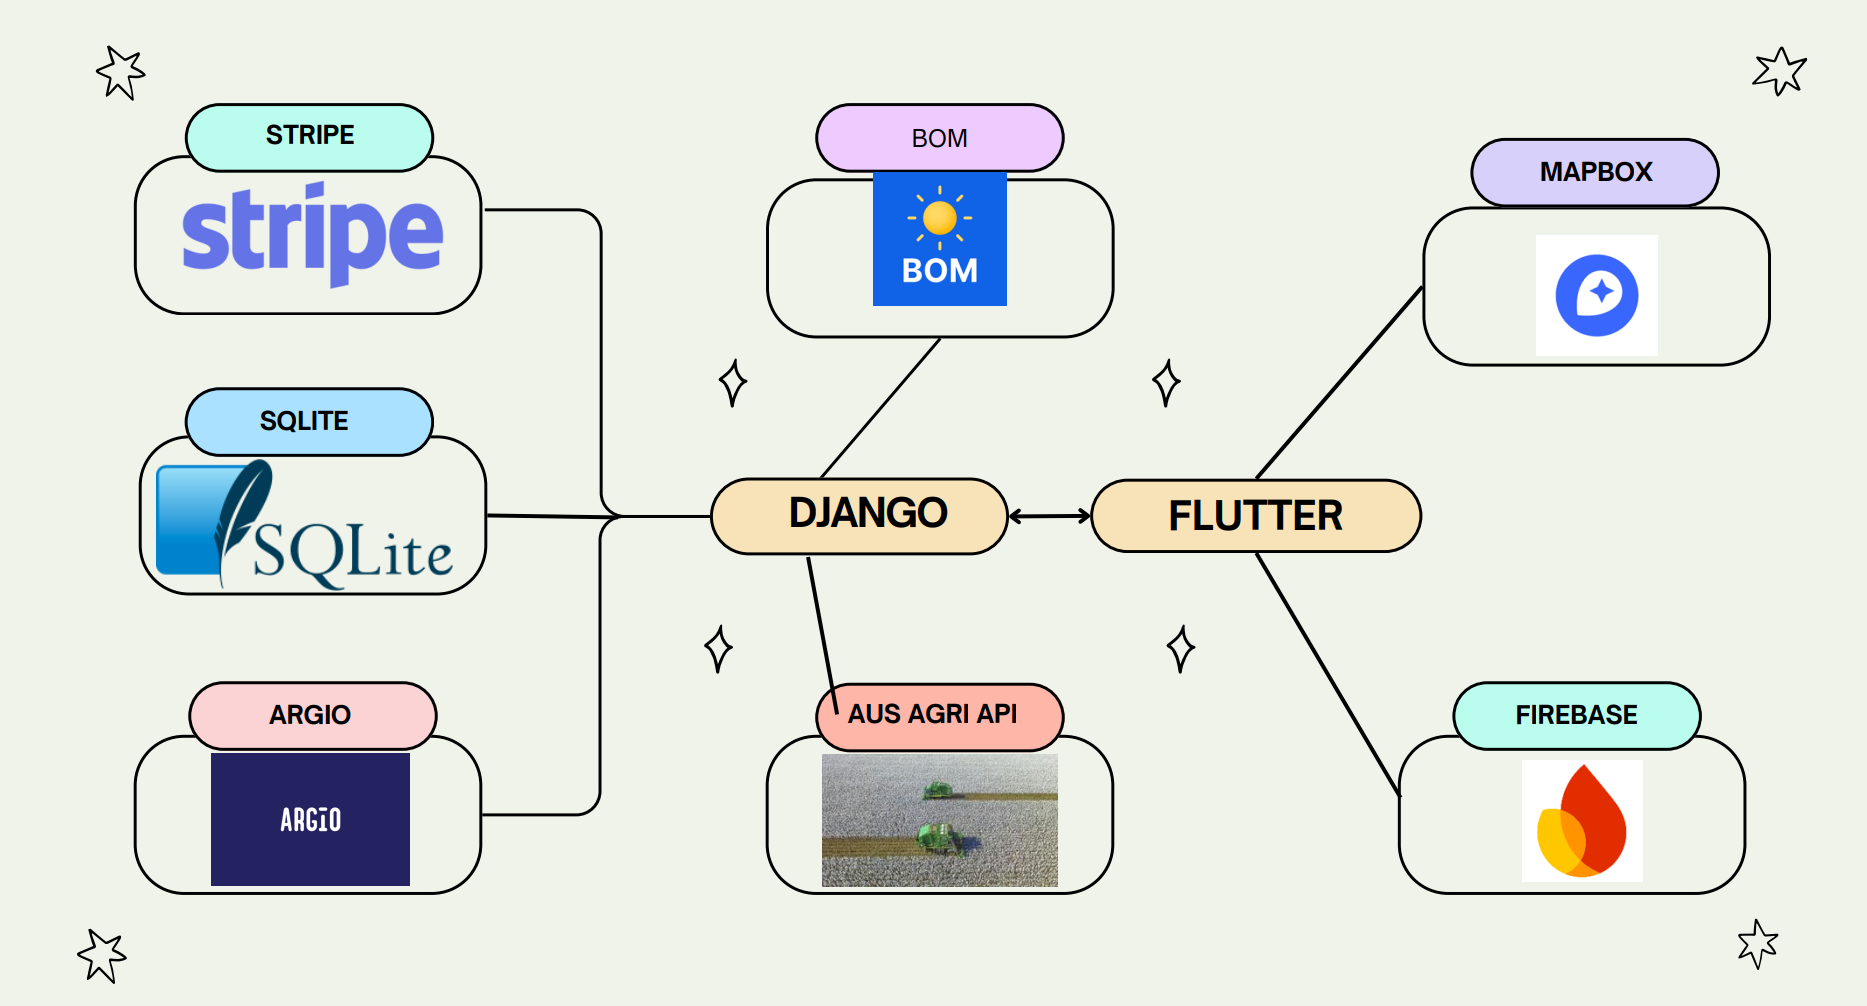 STRIPE
stripe
BOM
BOM
MAPBOX
SQLITE
SQLite
DJANGO
FLUTTER
ARGIO
ARGIO
AUS AGRI API
FIREBASE